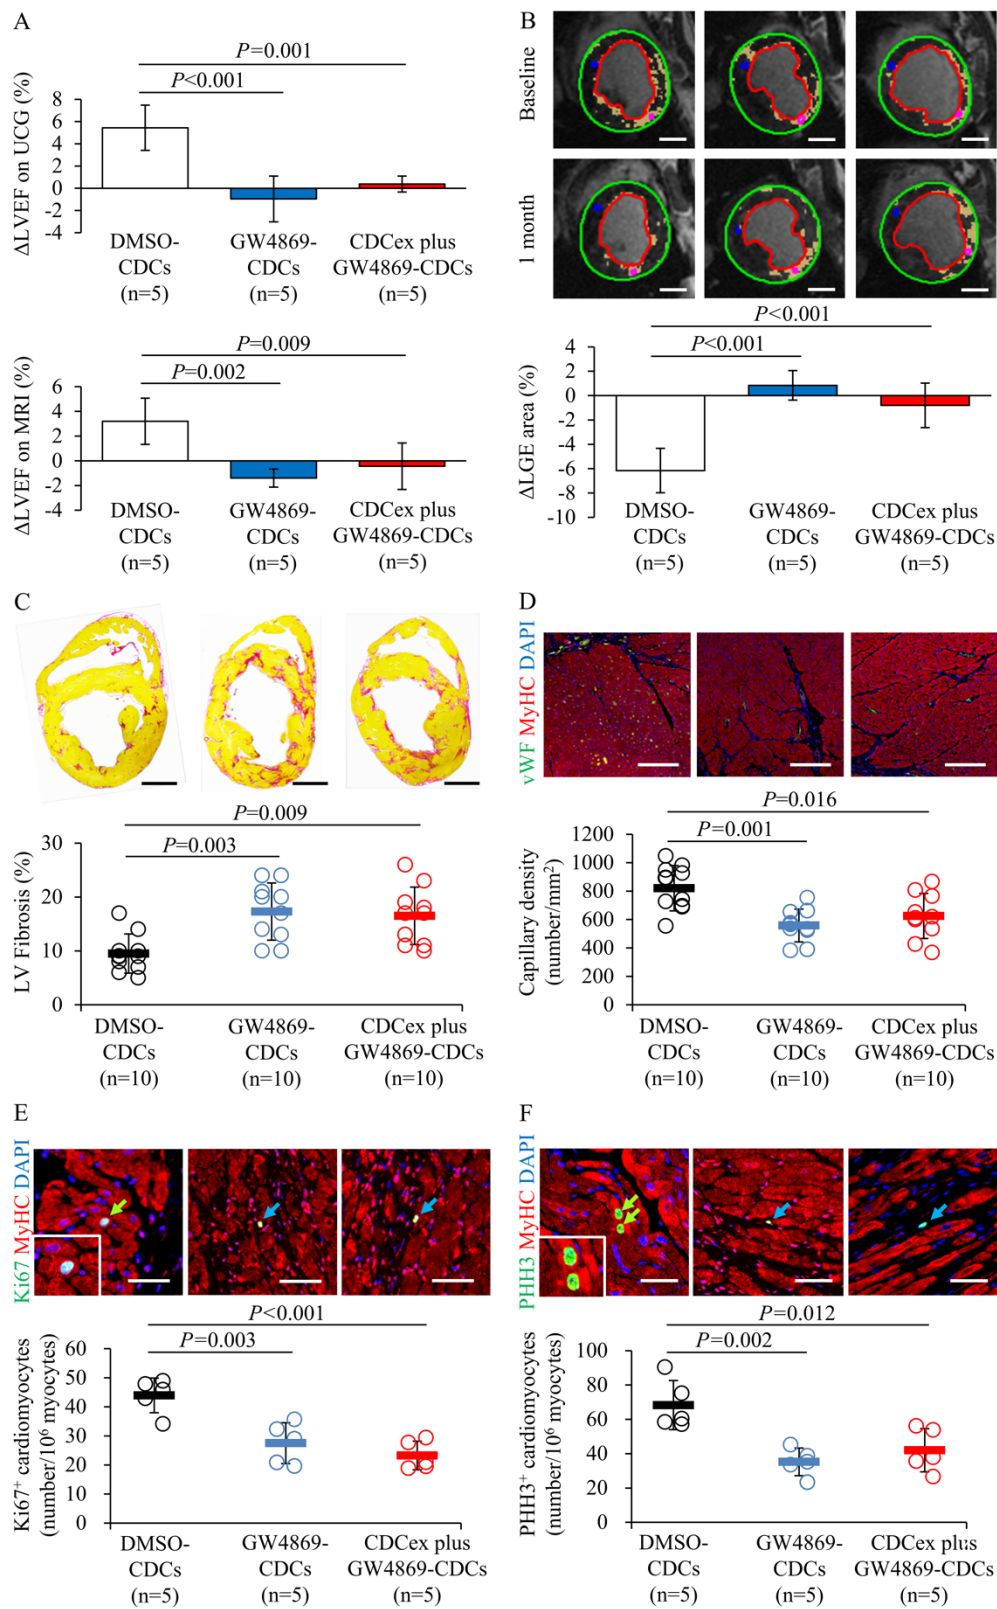 A
P=0.001
P<0.001
ΔLVEF on UCG (%)
8
6
4
2
0
-2
-4
DMSO-
CDCs
(n=5)
GW4869-
CDCs
(n=5)
CDCex plus
GW4869-CDCs
(n=5)
P=0.009
P=0.002
ΔLVEF on MRI (%)
6
4
2
0
-2
-4
DMSO-
CDCs
(n=5)
GW4869-
CDCs
(n=5)
CDCex plus
GW4869-CDCs
(n=5)
B
Baseline
1 month
P<0.001
P<0.001
ΔLGE area (%)
4
2
0
-2
-4
-6
-8
-10
DMSO-
CDCs
(n=5)
GW4869-
CDCs
(n=5)
CDCex plus
GW4869-CDCs
(n=5)
C
P=0.009
P=0.003
LV Fibrosis (%)
30
20
10
0
DMSO-
CDCs
(n=10)
GW4869-
CDCs
(n=10)
CDCex plus
GW4869-CDCs
(n=10)
D
vWF MyHC DAPI
P=0.016
P=0.001
Capillary density
(number/mm²)
1200
1000
800
600
400
200
0
DMSO-
CDCs
(n=10)
GW4869-
CDCs
(n=10)
CDCex plus
GW4869-CDCs
(n=10)
E
Ki67 MyHC DAPI
P<0.001
P=0.003
Ki67⁺ cardiomyocytes
(number/10⁶ myocytes)
60
50
40
30
20
10
0
DMSO-
CDCs
(n=5)
GW4869-
CDCs
(n=5)
CDCex plus
GW4869-CDCs
(n=5)
F
PHH3 MyHC DAPI
P=0.012
P=0.002
PHH3⁺ cardiomyocytes
(number/10⁶ myocytes)
100
80
60
40
20
0
DMSO-
CDCs
(n=5)
GW4869-
CDCs
(n=5)
CDCex plus
GW4869-CDCs
(n=5)